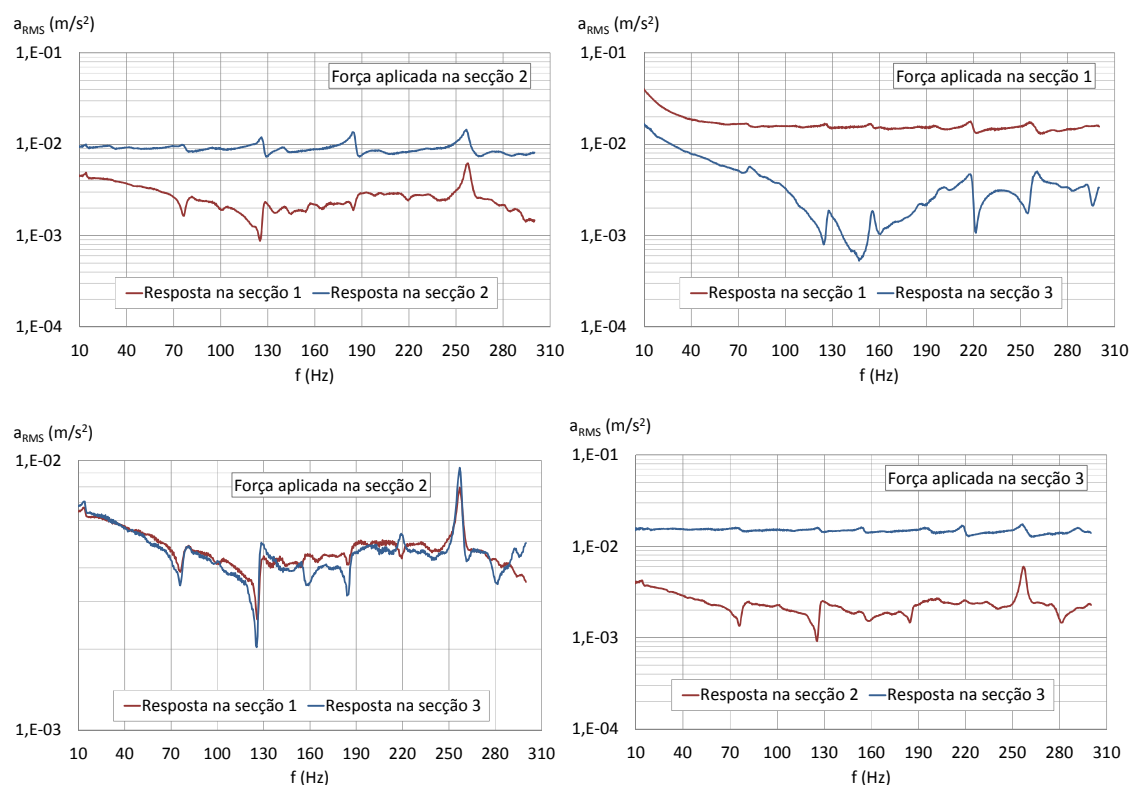 aRMS (m/s²)
Força aplicada na secção 2
1,E-01
1,E-02
1,E-03
1,E-04
Resposta na secção 1 Resposta na secção 2
10 40 70 100 130 160 190 220 250 280 310
f (Hz)
aRMS (m/s²)
Força aplicada na secção 1
1,E-01
1,E-02
1,E-03
1,E-04
Resposta na secção 1 Resposta na secção 3
10 40 70 100 130 160 190 220 250 280 310
f (Hz)
aRMS (m/s²)
Força aplicada na secção 2
1,E-02
1,E-03
Resposta na secção 1 Resposta na secção 3
10 40 70 100 130 160 190 220 250 280 310
f (Hz)
aRMS (m/s²)
Força aplicada na secção 3
1,E-01
1,E-02
1,E-03
1,E-04
Resposta na secção 2 Resposta na secção 3
10 40 70 100 130 160 190 220 250 280 310
f (Hz)